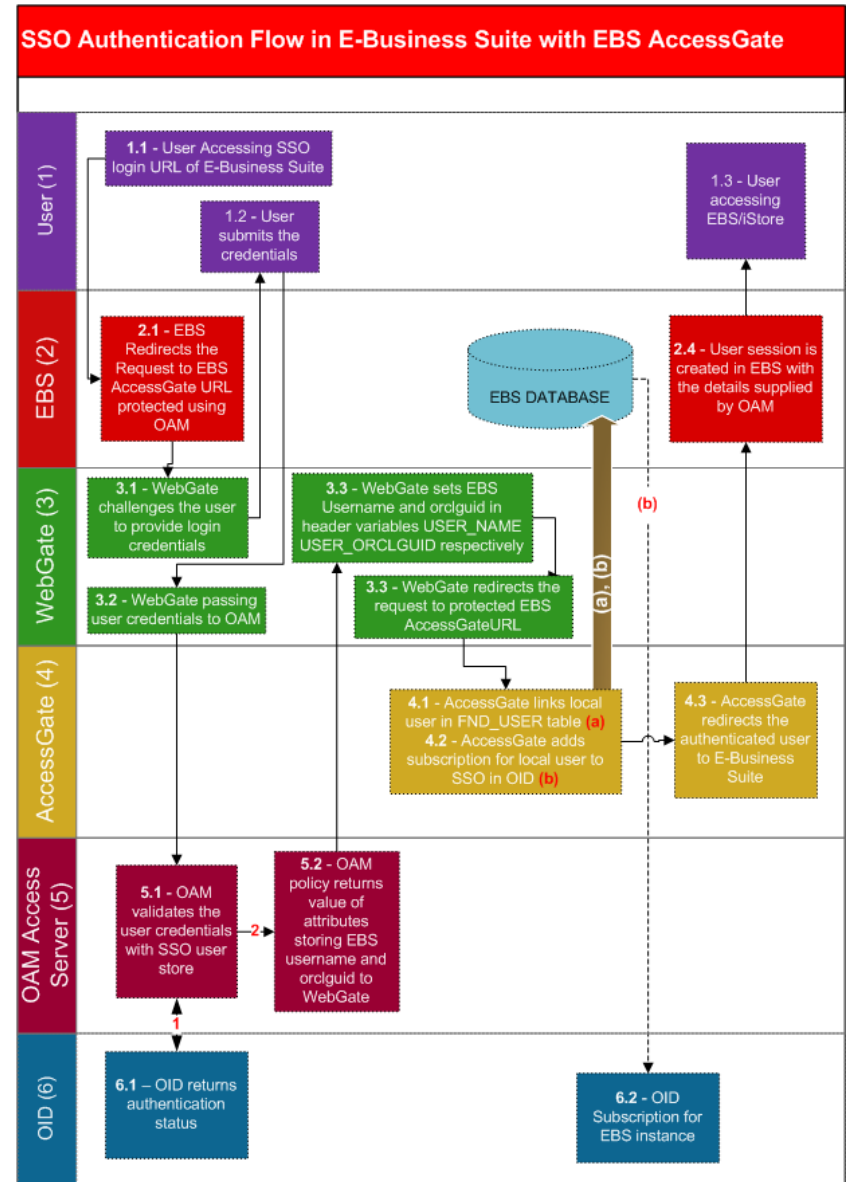 SSO Authentication Flow in E-Business Suite with EBS AccessGate
User (1)
1.1 - User Accessing SSO
login URL of E-Business Suite
1.2 - User
submits the
credentials
1.3 - User
accessing
EBS/iStore
EBS (2)
2.1 - EBS
Redirects the
Request to EBS
AccessGate URL
protected using
OAM
EBS DATABASE
2.4 - User session is
created in EBS with
the details supplied
by OAM
WebGate (3)
3.1 - WebGate
challenges the user
to provide login
credentials
3.2 - WebGate passing
user credentials to OAM
3.3 - WebGate sets EBS
Username and orclguid in
header variables USER_NAME
USER_ORCLGUID respectively
3.3 - WebGate redirects the
request to protected EBS
AccessGateURL
(a), (b)
(b)
AccessGate (4)
4.1 - AccessGate links local
user in FND_USER table (a)
4.2 - AccessGate adds
subscription for local user to
SSO in OID (b)
4.3 - AccessGate
redirects the
authenticated user
to E-Business
Suite
OAM Access
Server (5)
5.1 - OAM
validates the
user credentials
with SSO user
store
2
5.2 - OAM
policy returns
value of
attributes
storing EBS
username and
orclguid to
WebGate
1
OID (6)
6.1 – OID returns
authentication
status
6.2 - OID
Subscription for
EBS instance